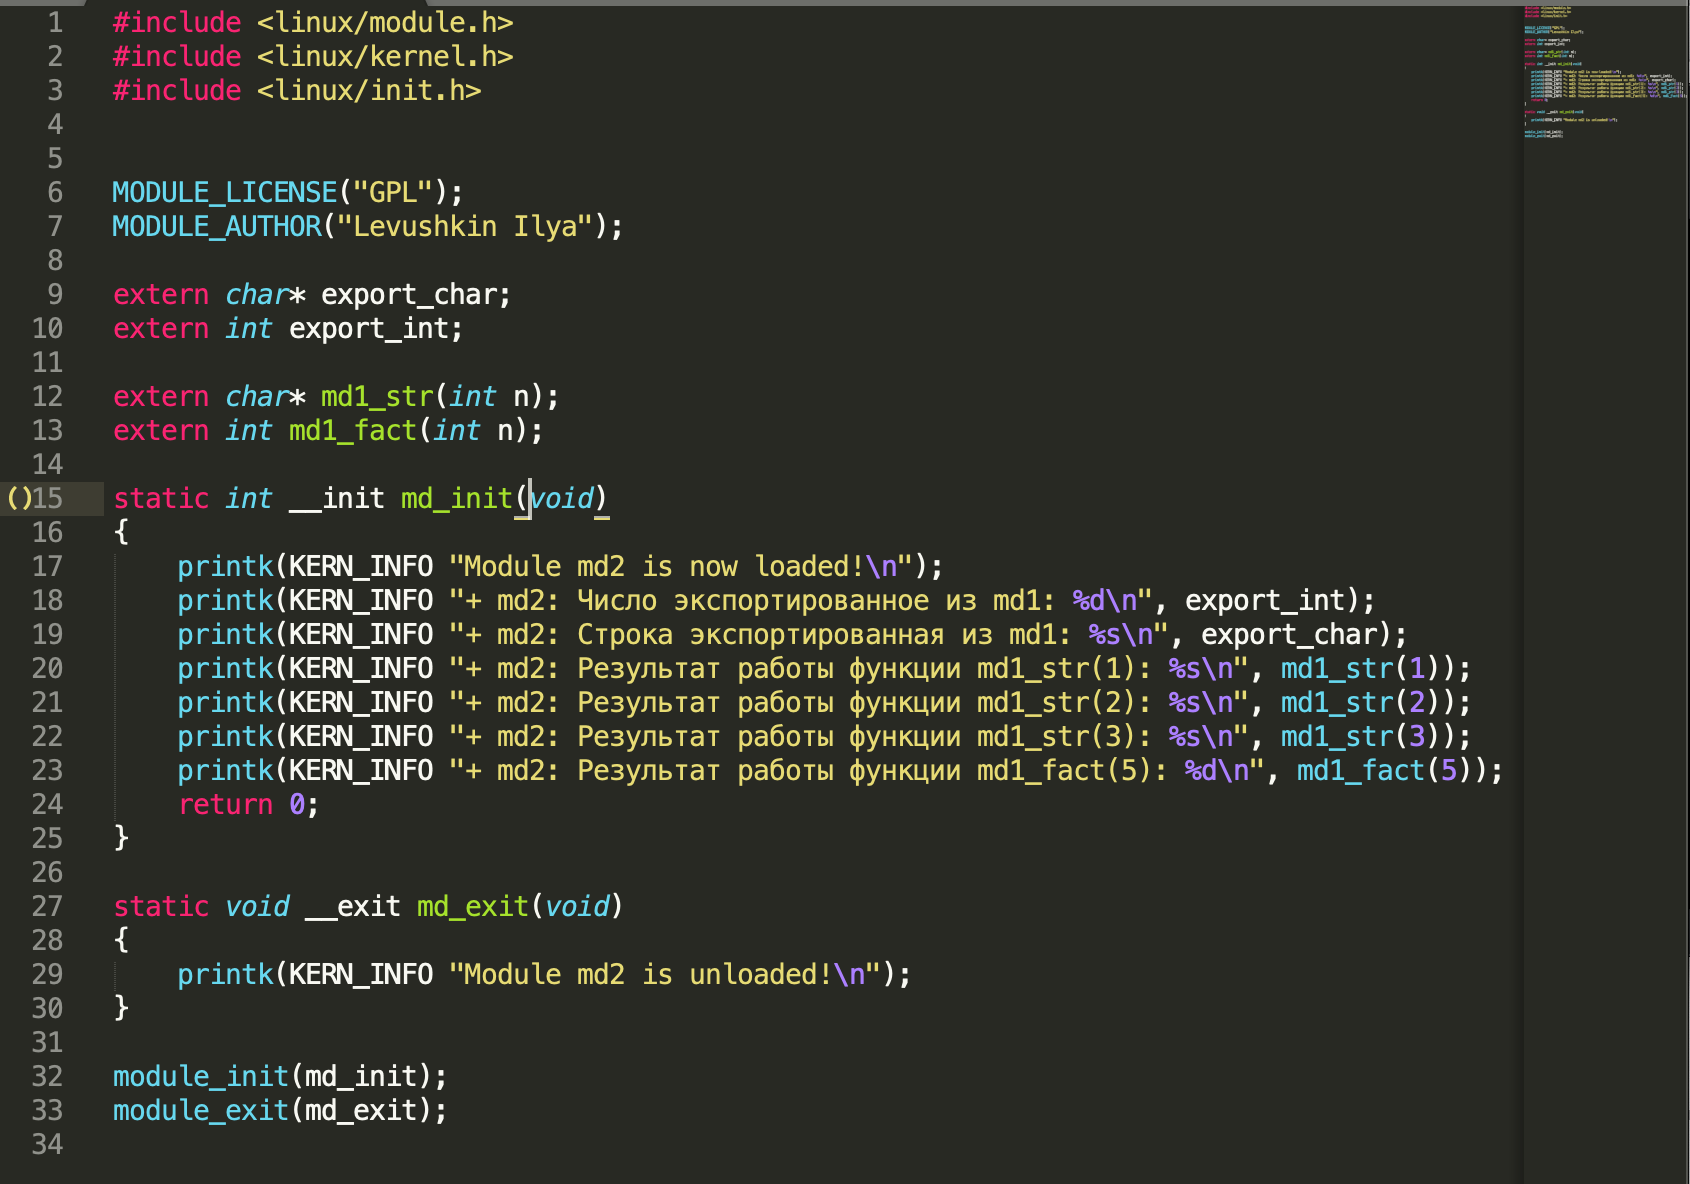 1 #include <linux/module.h>
2 #include <linux/kernel.h>
3 #include <linux/init.h>
4
5
6 MODULE_LICENSE("GPL");
7 MODULE_AUTHOR("Levushkin Ilya");
8
9 extern char* export_char;
10 extern int export_int;
11
12 extern char* md1_str(int n);
13 extern int md1_fact(int n);
14
()15 static int __init md_init(void)
16 {
17     printk(KERN_INFO "Module md2 is now loaded!\n");
18     printk(KERN_INFO "+ md2: Число экспортированное из md1: %d\n", export_int);
19     printk(KERN_INFO "+ md2: Строка экспортированная из md1: %s\n", export_char);
20     printk(KERN_INFO "+ md2: Результат работы функции md1_str(1): %s\n", md1_str(1));
21     printk(KERN_INFO "+ md2: Результат работы функции md1_str(2): %s\n", md1_str(2));
22     printk(KERN_INFO "+ md2: Результат работы функции md1_str(3): %s\n", md1_str(3));
23     printk(KERN_INFO "+ md2: Результат работы функции md1_fact(5): %d\n", md1_fact(5));
24     return 0;
25 }
26
27 static void __exit md_exit(void)
28 {
29     printk(KERN_INFO "Module md2 is unloaded!\n");
30 }
31
32 module_init(md_init);
33 module_exit(md_exit);
34